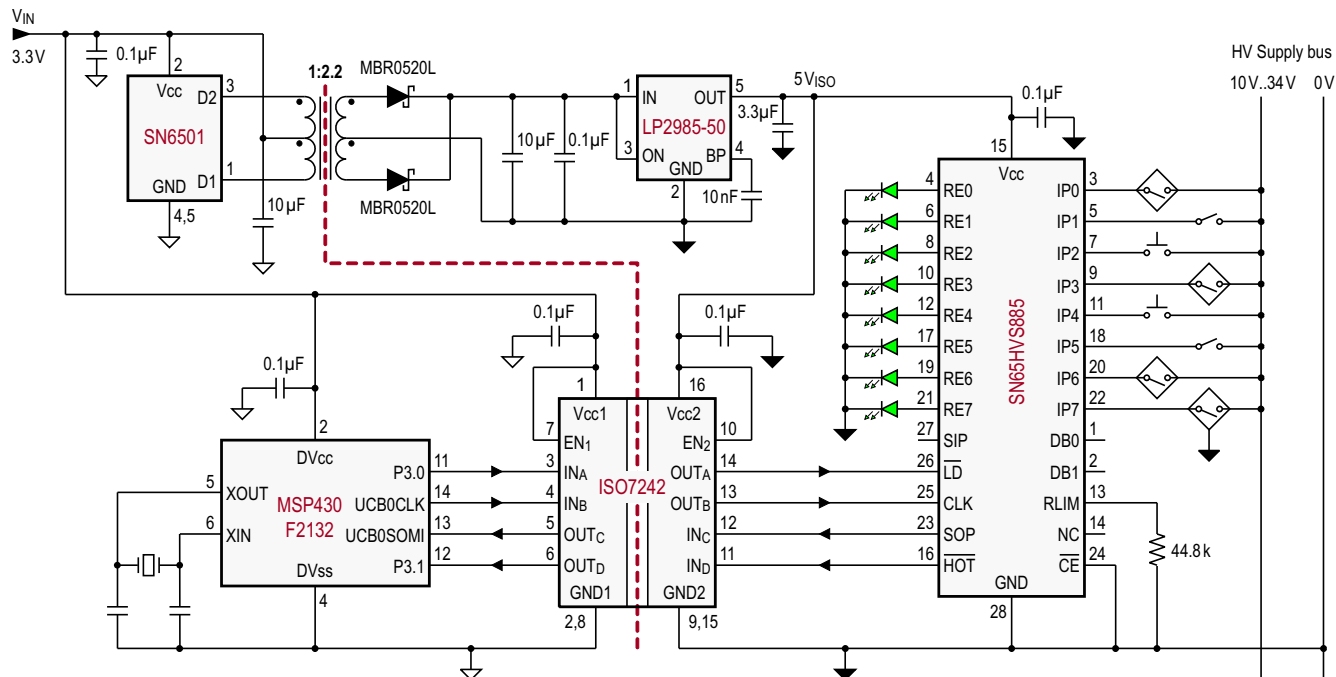 VIN
3.3V
0.1µF
2
Vcc
D2
3
SN6501
GND
D1
1
4,5
10µF
1:2.2
MBR0520L
MBR0520L
10µF
0.1µF
1
IN
OUT
5
LP2985-50
3
ON
GND
BP
4
2
10nF
5VISO
3.3µF
0.1µF
HV Supply bus
10V..34V
0V
15
Vcc
4
RE0
IP0
3
6
RE1
IP1
5
8
RE2
IP2
7
10
RE3
IP3
9
12
RE4
IP4
11
17
RE5
IP5
18
19
RE6
IP6
20
21
RE7
IP7
22
27
SIP
DB0
1
26
LD
DB1
2
25
CLK
RLIM
13
23
SOP
NC
14
16
HOT
CE
24
GND
28
SN65HVS885
44.8k
0.1µF
0.1µF
0.1µF
1
16
Vcc1
Vcc2
7
EN1
EN2
10
3
INA
OUTA
14
ISO7242
4
INB
OUTB
13
5
OUTC
INC
12
6
OUTD
IND
11
GND1
GND2
2,8
9,15
2
DVcc
5
XOUT
P3.0
11
MSP430
F2132
UCB0CLK
14
6
XIN
UCB0SOMI
13
P3.1
12
DVss
4